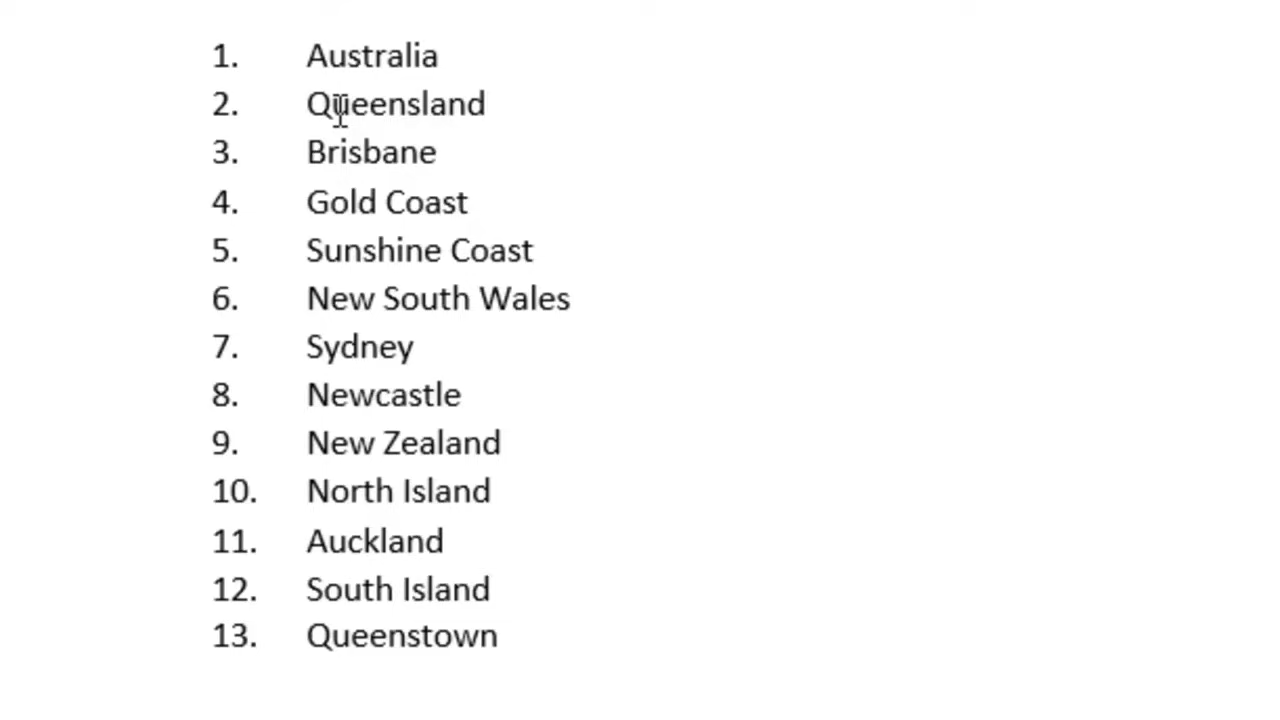 1. Australia
2. Queensland
3. Brisbane
4. Gold Coast
5. Sunshine Coast
6. New South Wales
7. Sydney
8. Newcastle
9. New Zealand
10. North Island
11. Auckland
12. South Island
13. Queenstown